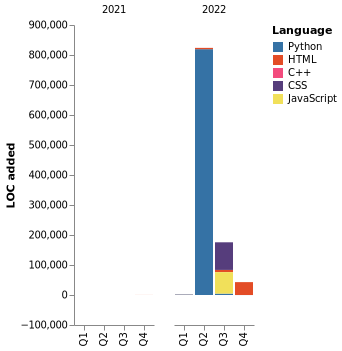 2021
2022
Language
Python
HTML
C++
CSS
JavaScript
LOC added
900,000
800,000
700,000
600,000
500,000
400,000
300,000
200,000
100,000
0
−100,000
Q1
Q2
Q3
Q4
Q1
Q2
Q3
Q4